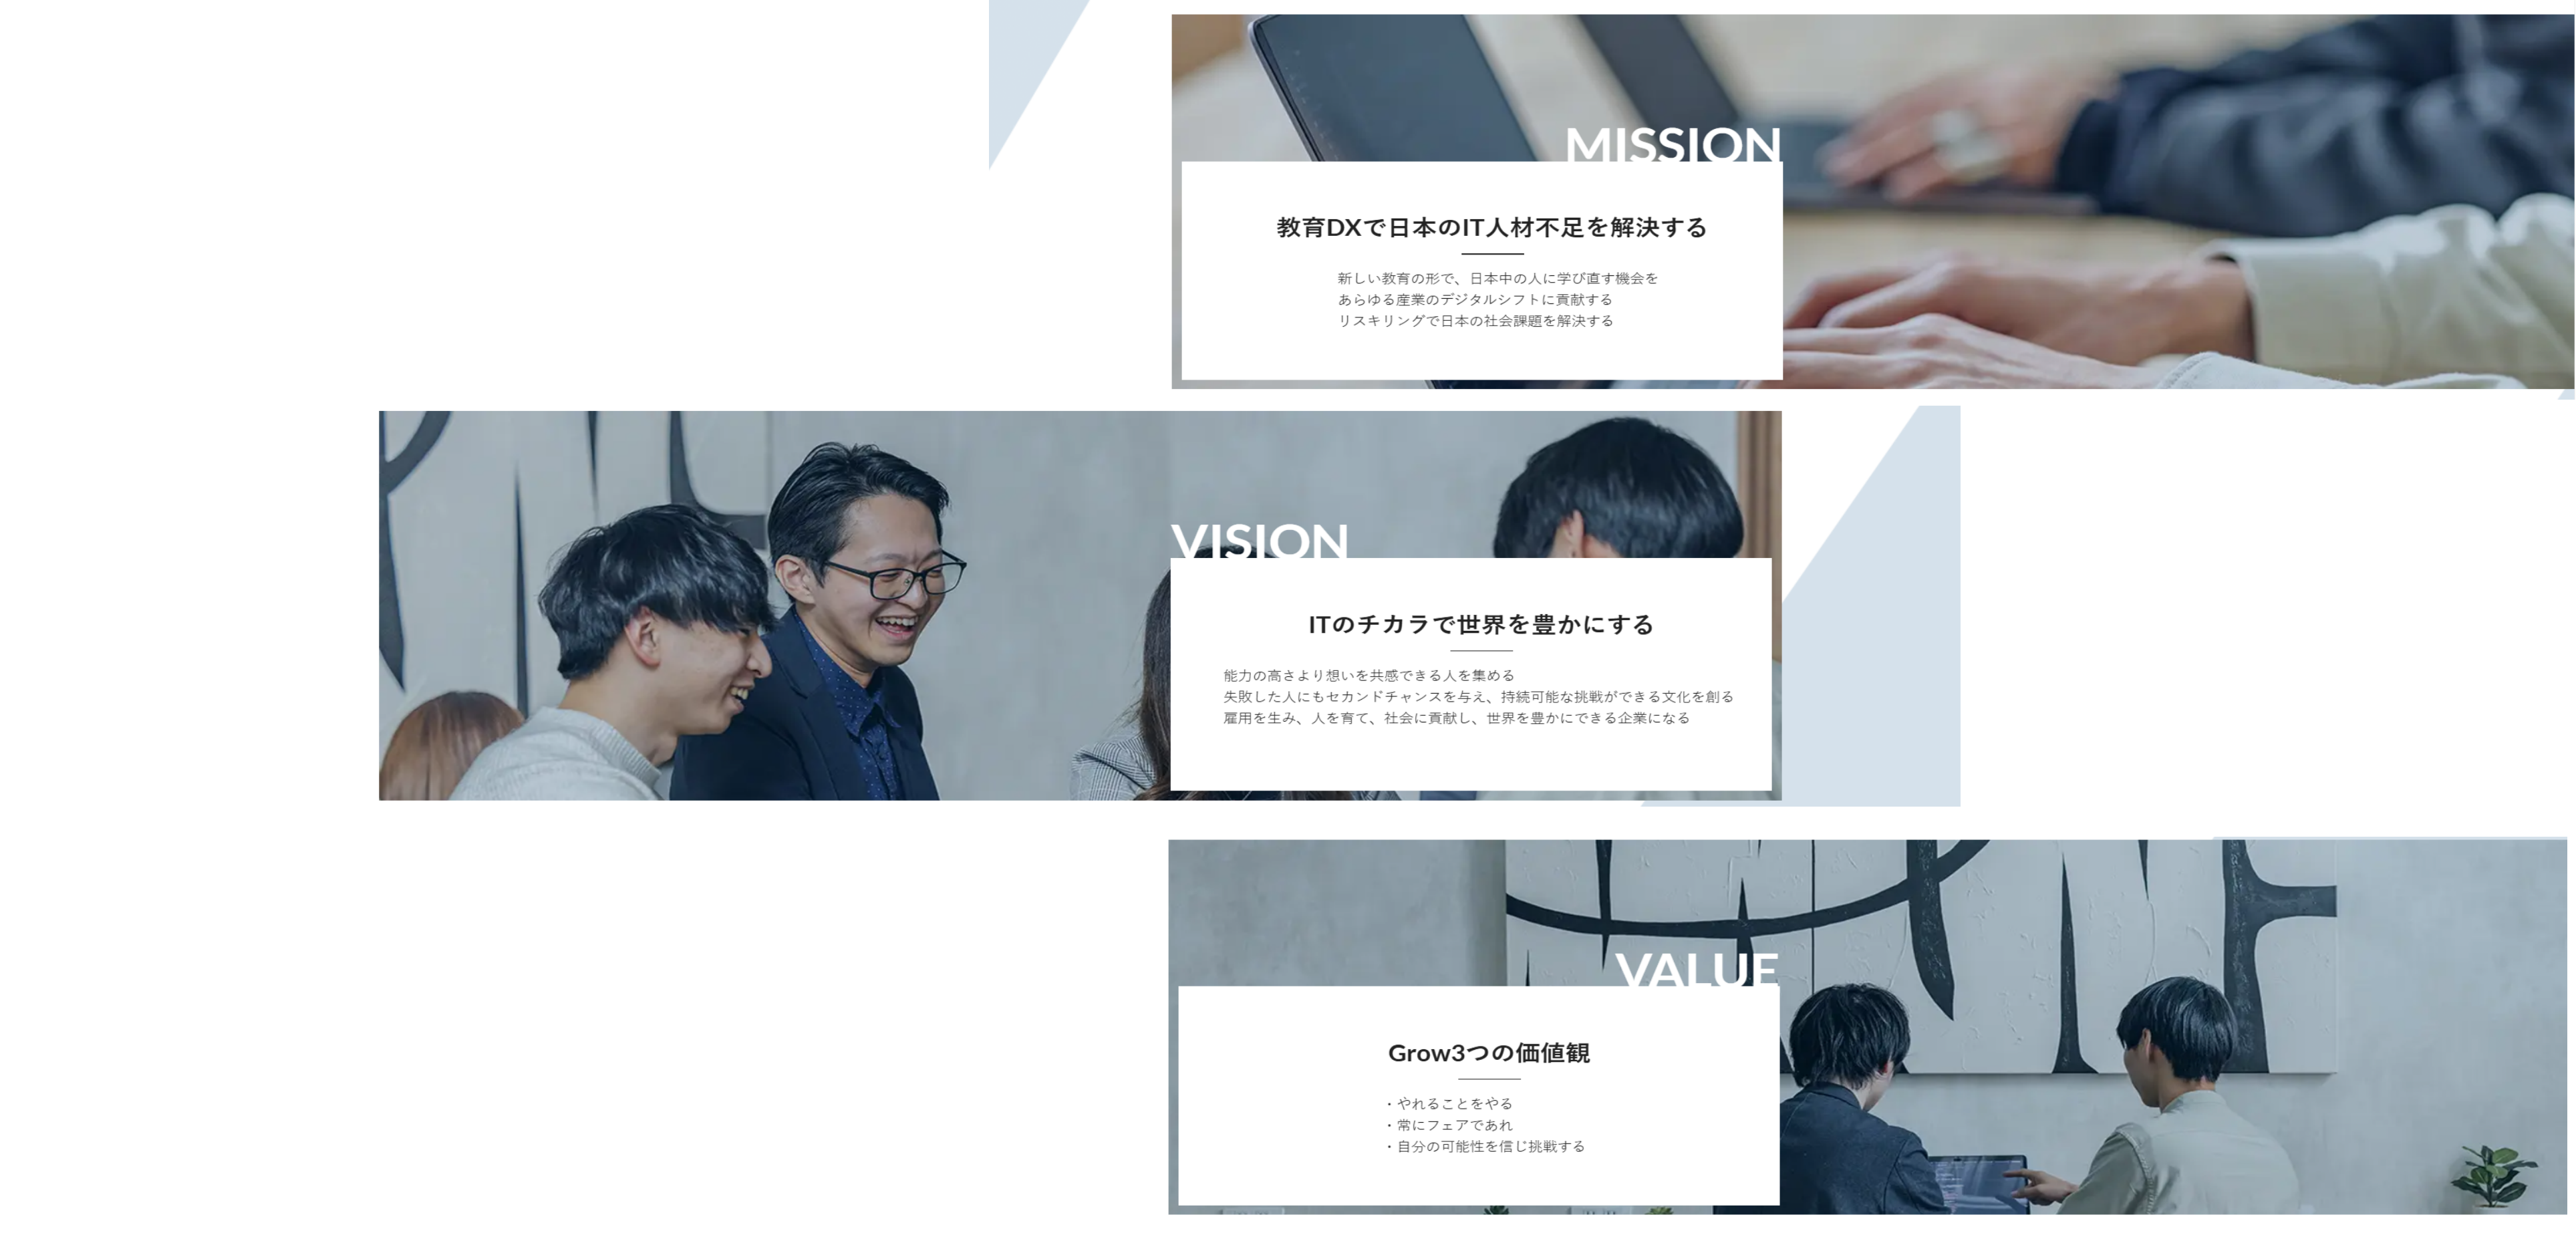 MISSION
教育DXで日本のIT人材不足を解決する
新しい教育の形で、日本中の人に学び直す機会を
あらゆる産業のデジタルシフトに貢献する
リスキリングで日本の社会課題を解決する
VISION
ITのチカラで世界を豊かにする
能力の高さより想いを共感できる人を集める
失敗した人にもセカンドチャンスを与え、持続可能な挑戦ができる文化を創る
雇用を生み、人を育て、社会に貢献し、世界を豊かにできる企業になる
VALUE
Grow3つの価値観
・やれることをやる
・常にフェアであれ
・自分の可能性を信じ挑戦する